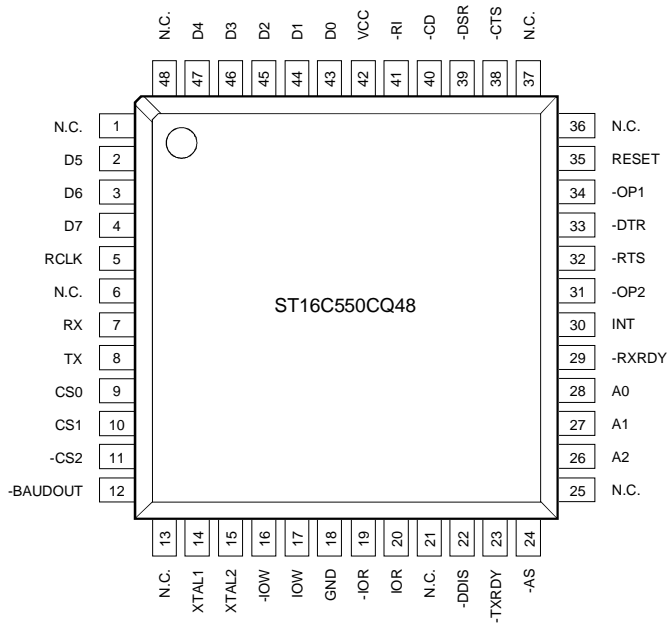 N.C. D4 D3 D2 D1 D0 VCC -RI -CD -DSR -CTS N.C.
48 47 46 45 44 43 42 41 40 39 38 37
N.C. 1
D5 2
D6 3
D7 4
RCLK 5
N.C. 6
RX 7
TX 8
CS0 9
CS1 10
-CS2 11
-BAUDOUT 12
ST16C550CQ48
36 N.C.
35 RESET
34 -OP1
33 -DTR
32 -RTS
31 -OP2
30 INT
29 -RXRDY
28 A0
27 A1
26 A2
25 N.C.
13 14 15 16 17 18 19 20 21 22 23 24
N.C. XTAL1 XTAL2 -IOW IOW GND -IOR IOR N.C. -DDIS -TXRDY -AS